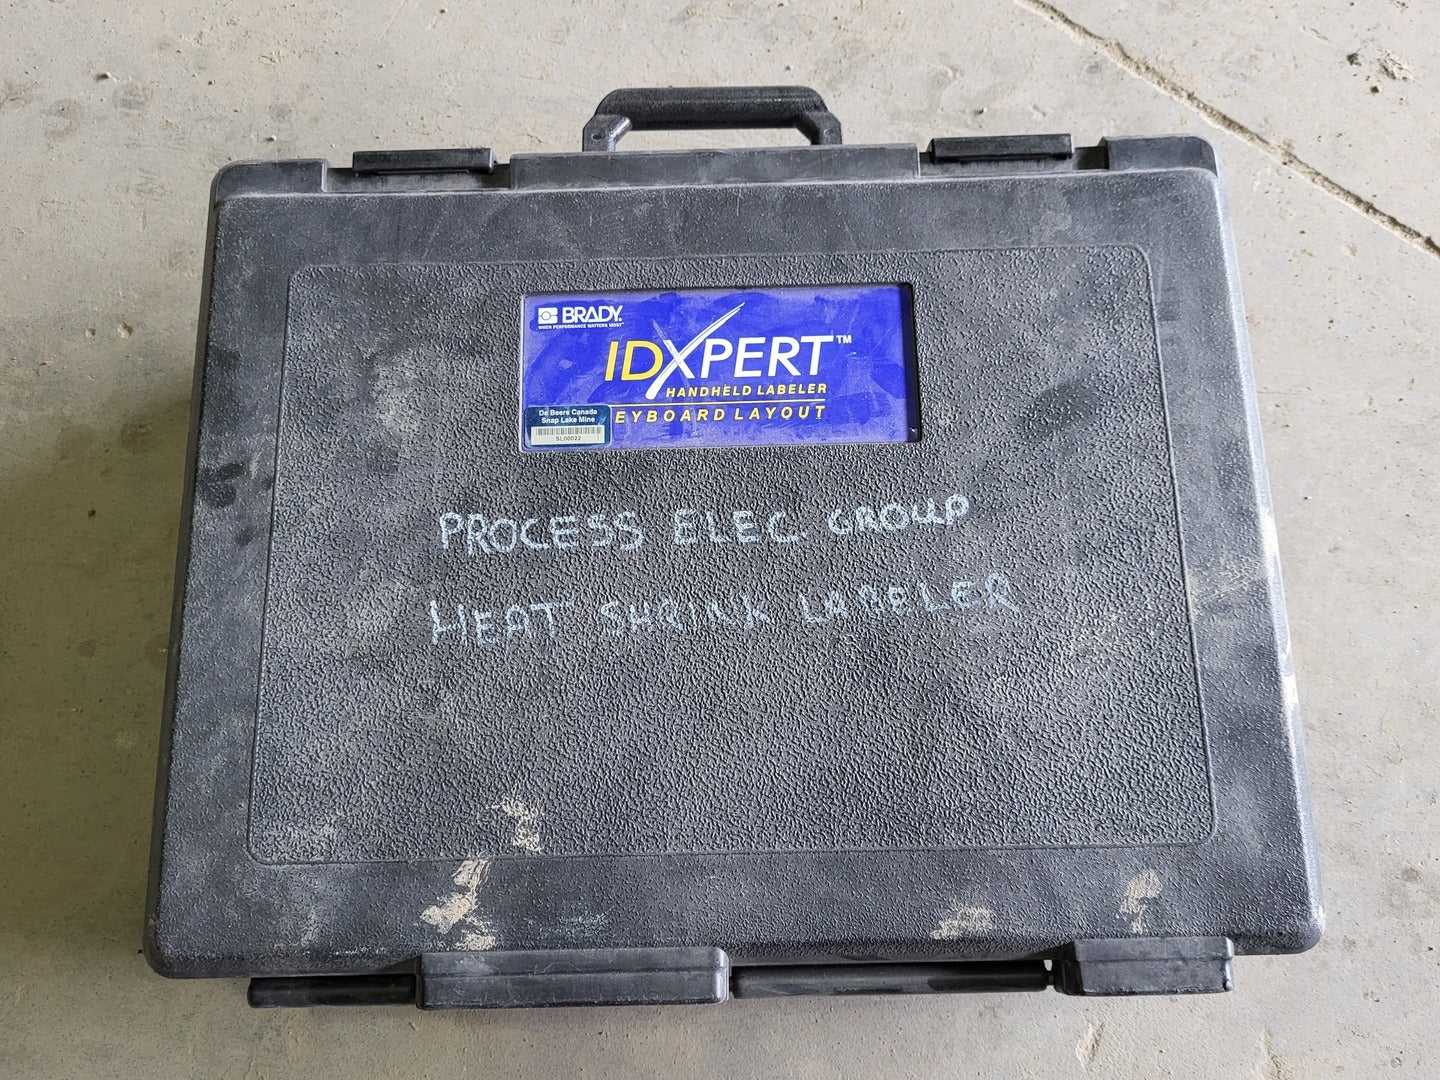 BRADY
WHEN PERFORMANCE MATTERS MOST™
IDXPERT™
HANDHELD LABELER
EYBOARD LAYOUT
De Beers Canada
Snap Lake Mine
SL00022
PROCESS ELEC. GROUP
HEAT SHRINK LABELER